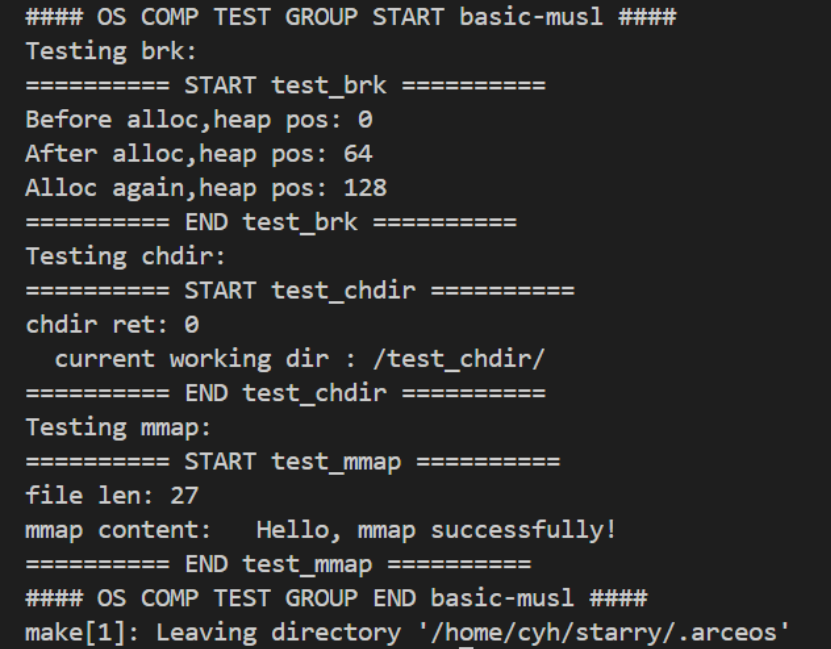 #### OS COMP TEST GROUP START basic-musl ####
Testing brk:
========== START test_brk ==========
Before alloc,heap pos: 0
After alloc,heap pos: 64
Alloc again,heap pos: 128
========== END test_brk ==========
Testing chdir:
========== START test_chdir ==========
chdir ret: 0
  current working dir : /test_chdir/
========== END test_chdir ==========
Testing mmap:
========== START test_mmap ==========
file len: 27
mmap content:   Hello, mmap successfully!
========== END test_mmap ==========
#### OS COMP TEST GROUP END basic-musl ####
make[1]: Leaving directory '/home/cyh/starry/.arceos'